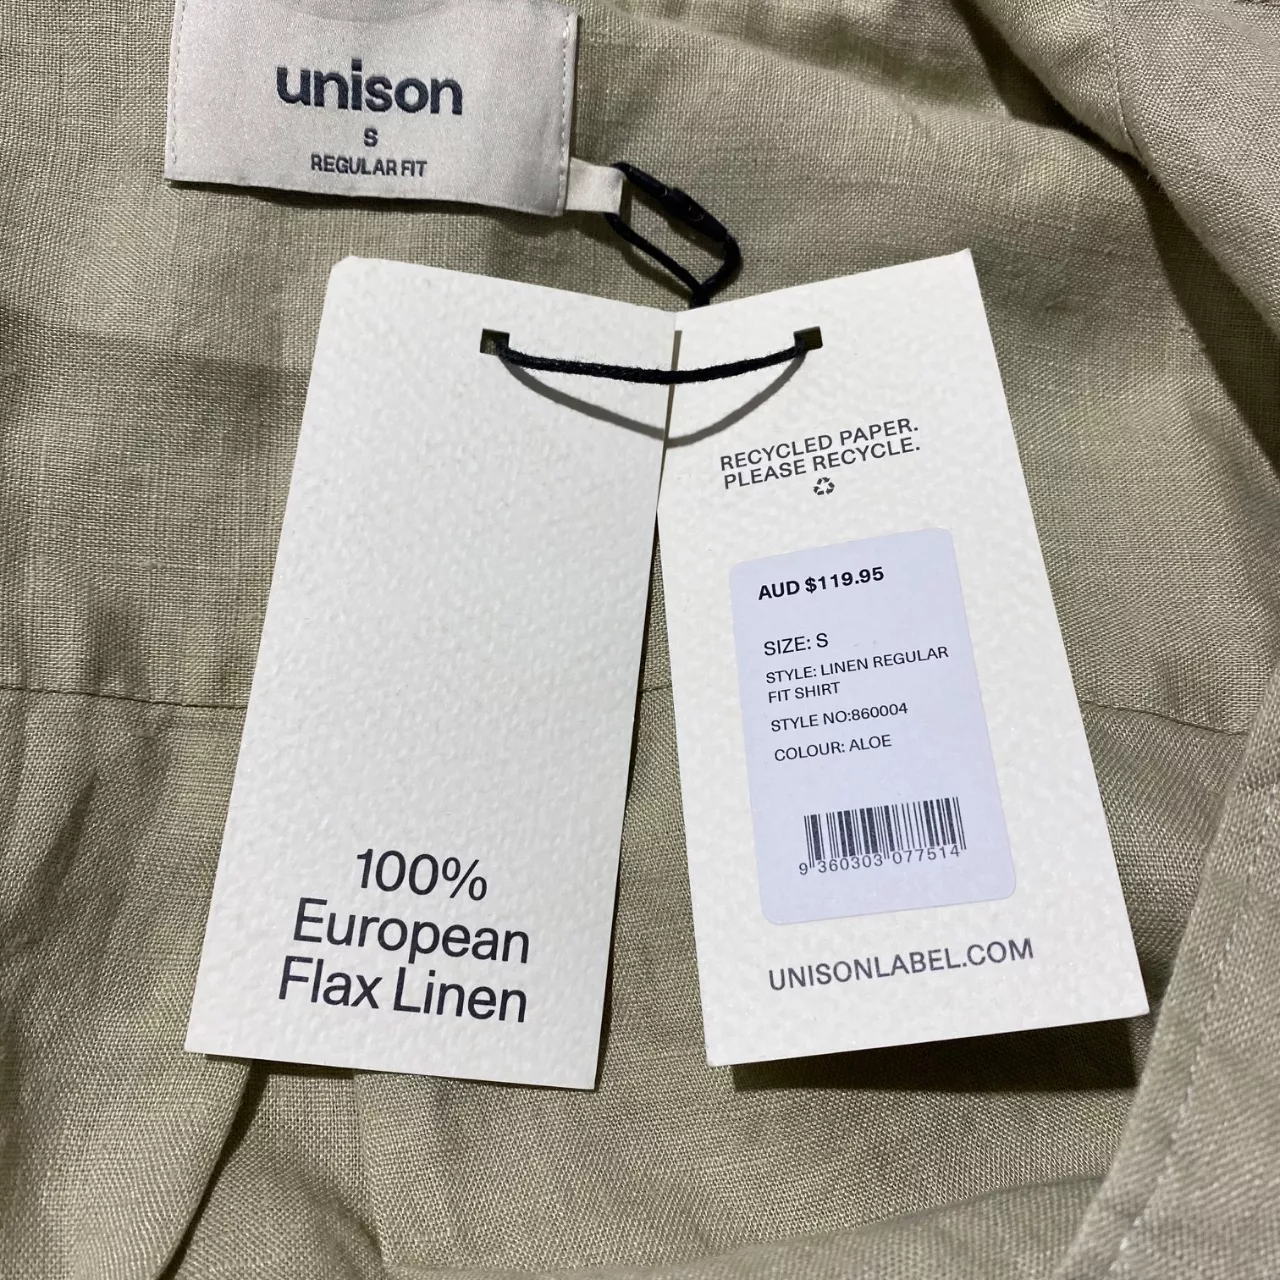 unison
S
REGULAR FIT
100%
European
Flax Linen
RECYCLED PAPER.
PLEASE RECYCLE.
AUD $119.95
SIZE: S
STYLE: LINEN REGULAR
FIT SHIRT
STYLE NO:860004
COLOUR: ALOE
9 360303 077514
UNISONLABEL.COM